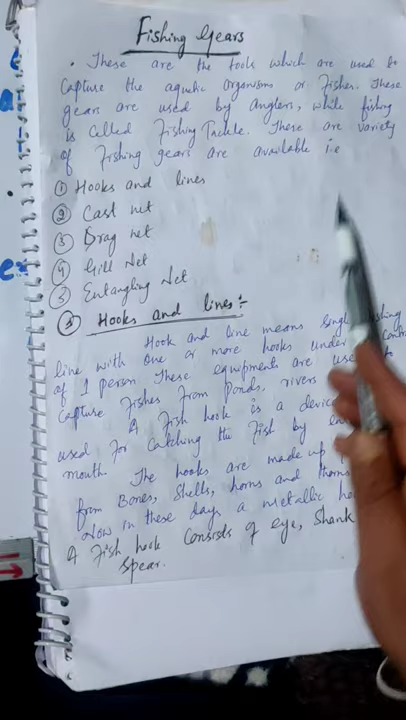 Fishing Gears
• These are the tools which are used to
Capture the aquatic organisms or Fishes. These
gears are used by anglers, while fishing
is Called Fishing Tackle. These are variety
of Fishing gears are available i.e
① Hooks and lines
② Cast net
③ Drag net
④ Gill Net
⑤ Entangling Net
① Hooks and lines:-
Hook and line means single
line with one or more hooks under
of 1 person These equipments are
Capture Fishes From Ponds, rivers
A Fish hook is a device
used For Catching the Fish by
mouth. The hooks are made up
From Bones, Shells, horns and thorns
Now in these days a metallic
A Fish hook Consists of eye, Shank
Spear.